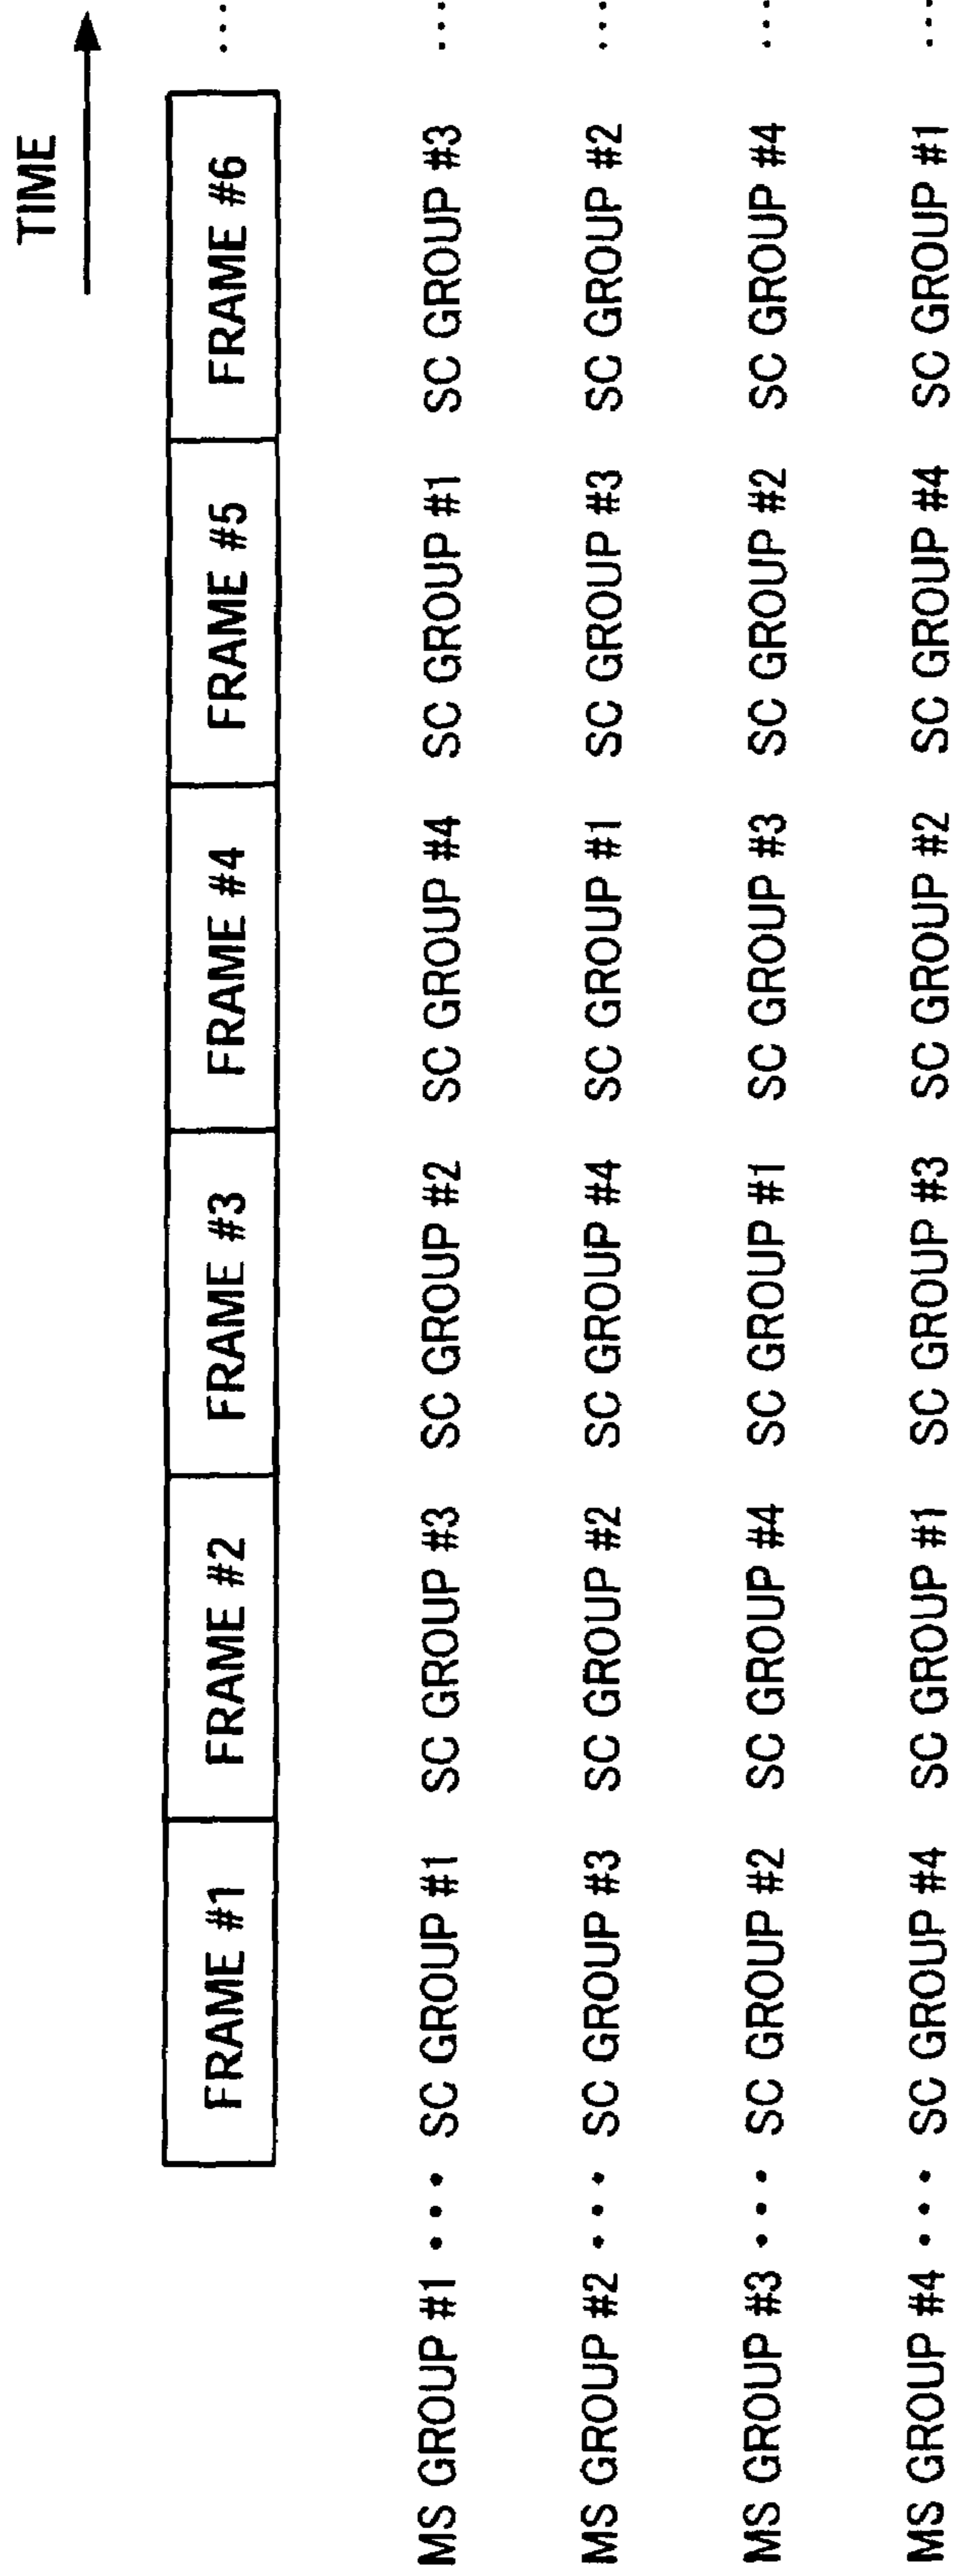 TIME
FRAME #1 FRAME #2 FRAME #3 FRAME #4 FRAME #5 FRAME #6 ...
MS GROUP #1 ... SC GROUP #1 SC GROUP #3 SC GROUP #2 SC GROUP #4 SC GROUP #1 SC GROUP #3 ...
MS GROUP #2 ... SC GROUP #3 SC GROUP #2 SC GROUP #4 SC GROUP #1 SC GROUP #3 SC GROUP #2 ...
MS GROUP #3 ... SC GROUP #2 SC GROUP #4 SC GROUP #1 SC GROUP #3 SC GROUP #2 SC GROUP #4 ...
MS GROUP #4 ... SC GROUP #4 SC GROUP #1 SC GROUP #3 SC GROUP #2 SC GROUP #4 SC GROUP #1 ...